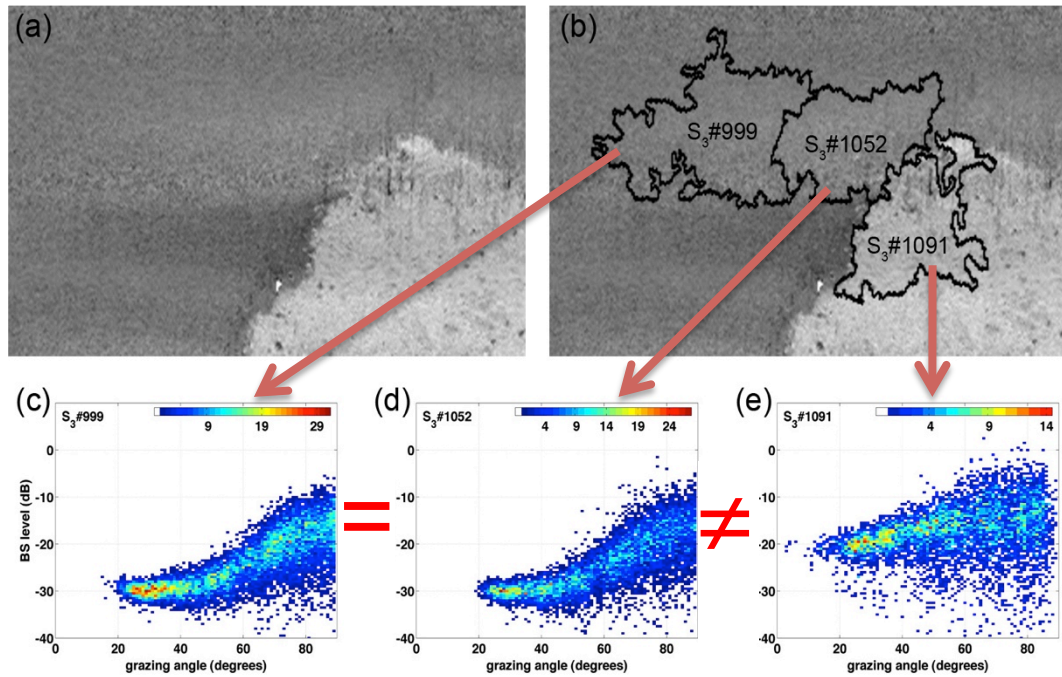 (a)
(b)
S₃#999
S₃#1052
S₃#1091
(c)
(d)
(e)
S₃#999
9 19 29
0
-10
-20
-30
-40
BS level (dB)
0 20 40 60 80
grazing angle (degrees)
=
S₃#1052
4 9 14 19 24
0
-10
-20
-30
-40
0 20 40 60 80
grazing angle (degrees)
≠
S₃#1091
4 9 14
0
-10
-20
-30
-40
0 20 40 60 80
grazing angle (degrees)